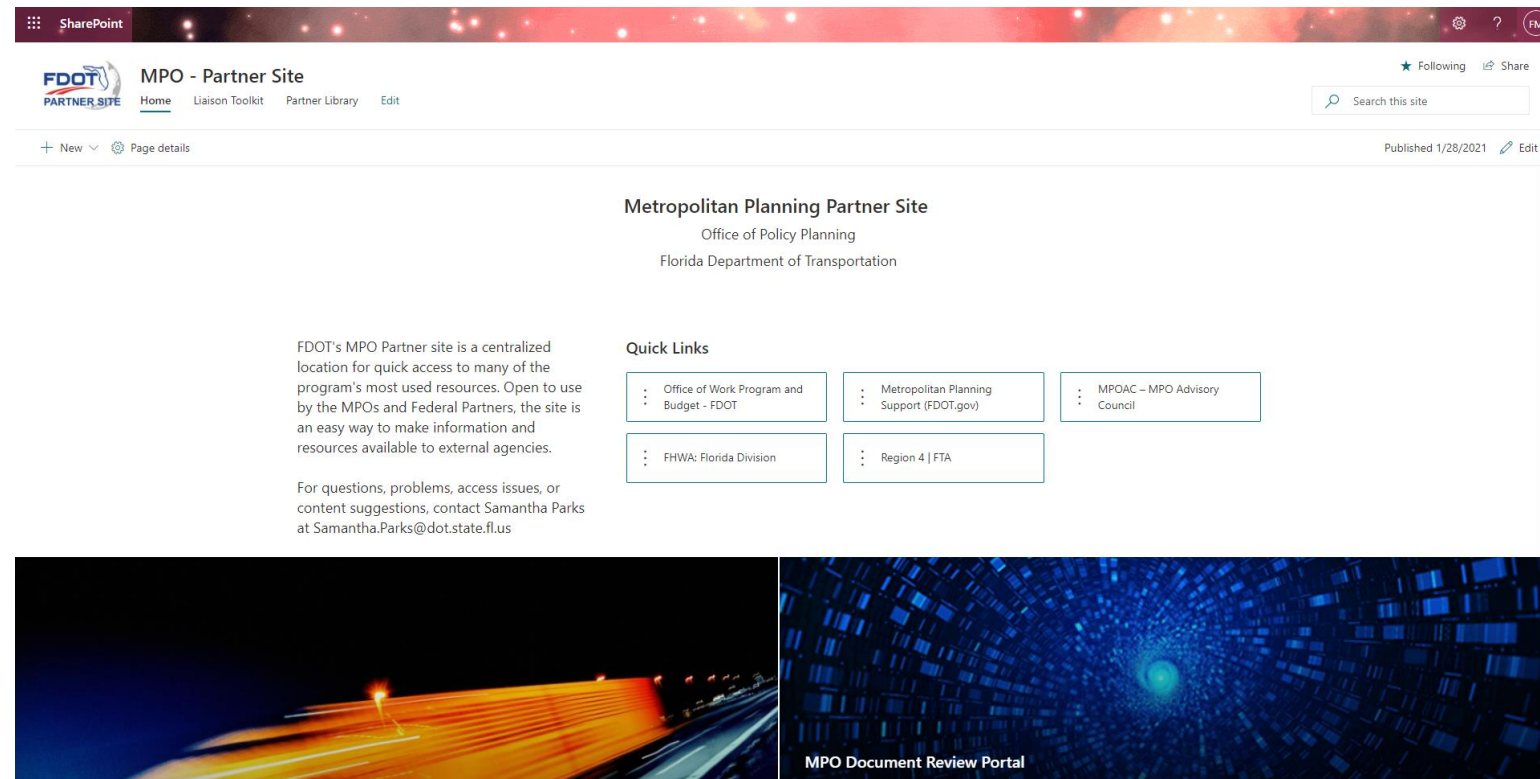 SharePoint
?
FM
FDOT
PARTNER SITE
MPO - Partner Site
Home Liaison Toolkit Partner Library Edit
Following Share
Search this site
New Page details
Published 1/28/2021 Edit
Metropolitan Planning Partner Site
Office of Policy Planning
Florida Department of Transportation
FDOT's MPO Partner site is a centralized
location for quick access to many of the
program's most used resources. Open to use
by the MPOs and Federal Partners, the site is
an easy way to make information and
resources available to external agencies.
For questions, problems, access issues, or
content suggestions, contact Samantha Parks
at Samantha.Parks@dot.state.fl.us
Quick Links
Office of Work Program and
Budget - FDOT
Metropolitan Planning
Support (FDOT.gov)
MPOAC – MPO Advisory
Council
FHWA: Florida Division
Region 4 | FTA
MPO Document Review Portal